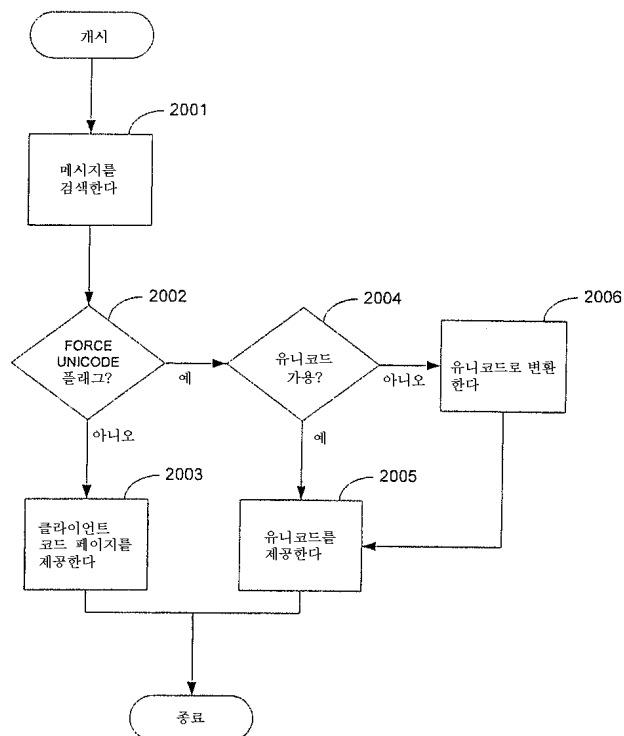 개시
2001
메시지를
검색한다
2002
FORCE
UNICODE
플래그?
예
아니오
2004
유니코드
가용?
아니오
예
2006
유니코드로 변환
한다
2003
클라이언트
코드 페이지를
제공한다
2005
유니코드를
제공한다
종료